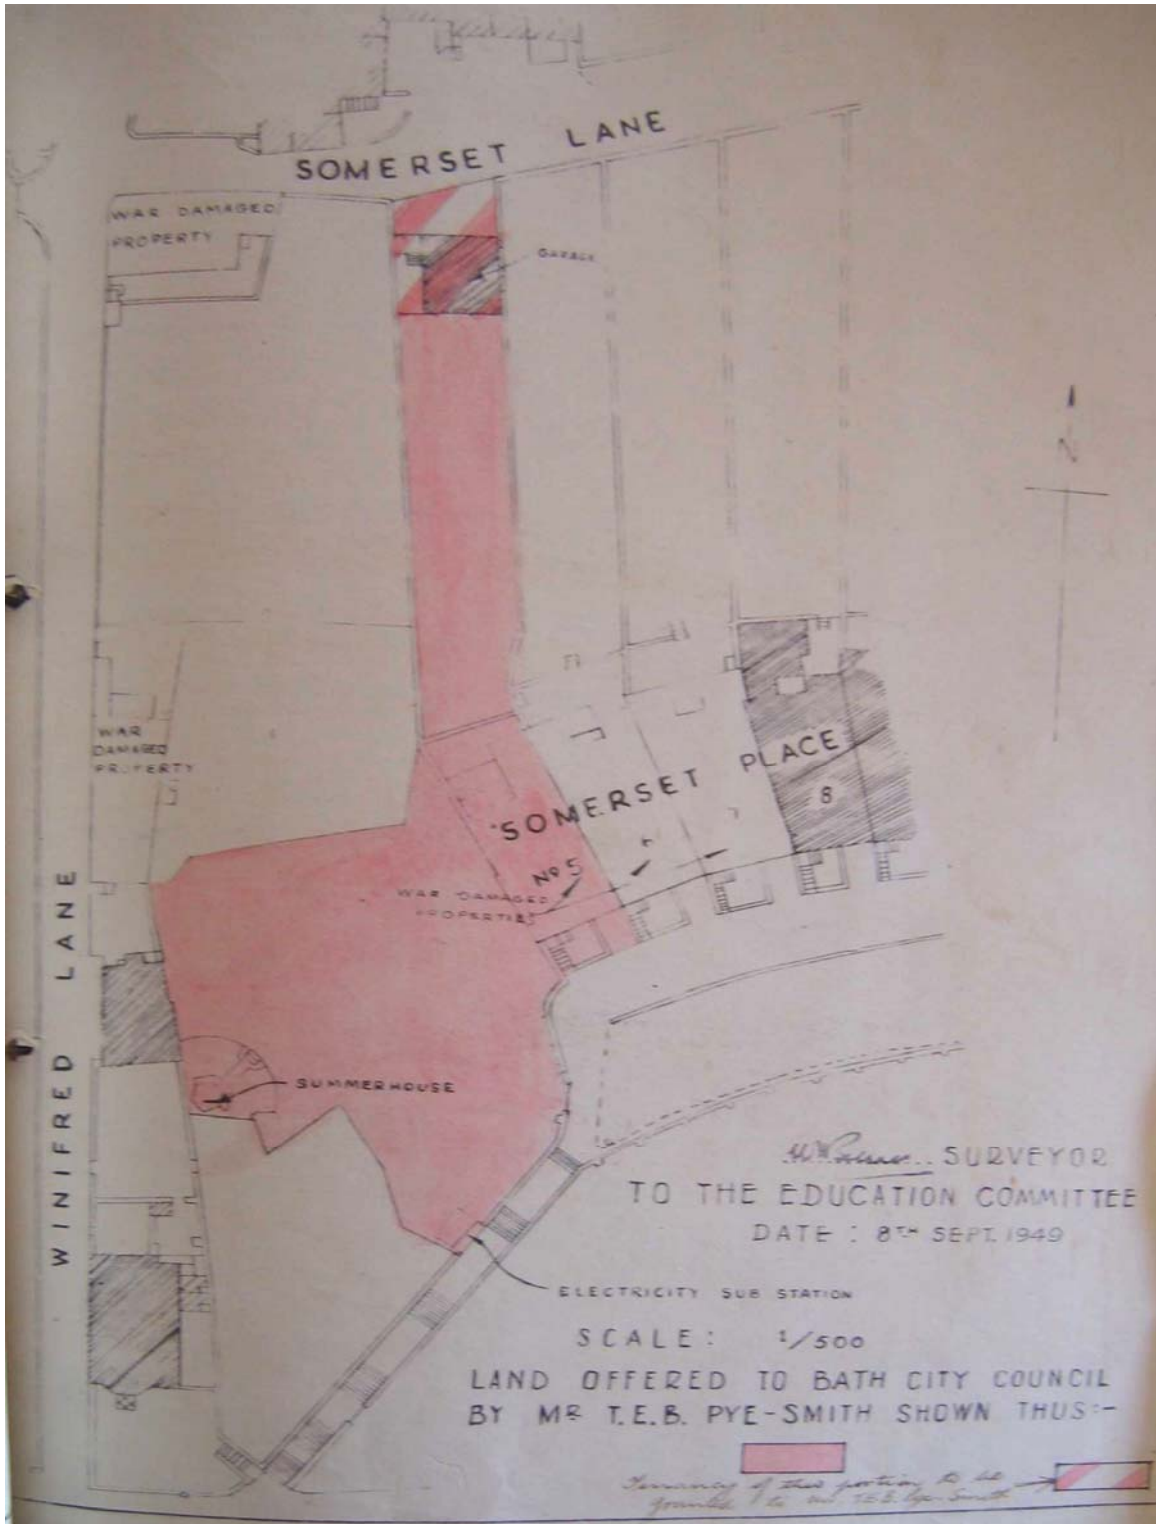 SOMERSET LANE
WAR DAMAGED
PROPERTY
GARAGE
N
WAR
DAMAGED
PROPERTY
SOMERSET PLACE
8
7
6
No 5
WAR DAMAGED
PROPERTIES
WINIFRED LANE
SUMMERHOUSE
SURVEYOR
TO THE EDUCATION COMMITTEE
DATE : 8TH SEPT. 1949
ELECTRICITY SUB STATION
SCALE : 1/500
LAND OFFERED TO BATH CITY COUNCIL
BY MR T.E.B. PYE-SMITH SHOWN THUS:-
Tenancy of this portion to be
granted to Mr T.E.B. Pye-Smith